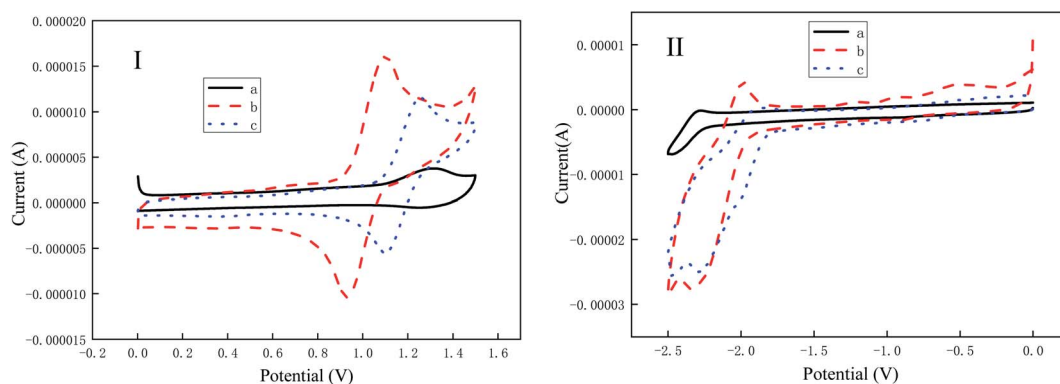 I
a
b
c
0.000020
0.000015
0.000010
0.000005
0.000000
-0.000005
-0.000010
-0.000015
Current (A)
-0.2 0.0 0.2 0.4 0.6 0.8 1.0 1.2 1.4 1.6
Potential (V)
II
a
b
c
0.00001
0.00000
-0.00001
-0.00002
-0.00003
Current(A)
-2.5 -2.0 -1.5 -1.0 -0.5 0.0
Potential (V)